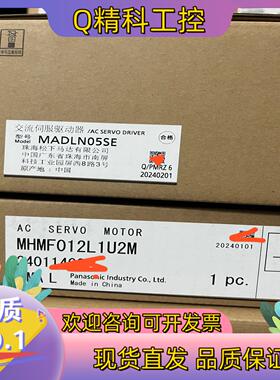 Q精科工控
交流伺服驱动器/AC SERVO DRIVER
型号
Model MADLN05SE
合格
珠海松下马达有限公司
中国广东省珠海市南屏
科技工业园屏西8路3号
原产地：中国
Q/PMRZ 6
20240201
AC SERVO MOTOR
MHMF012L1U2M
20240101
Panasonic Industry Co., Ltd.
Made in China
1 pc.
质
0.1
欢迎咨询可开发票
现货直发 品质保障